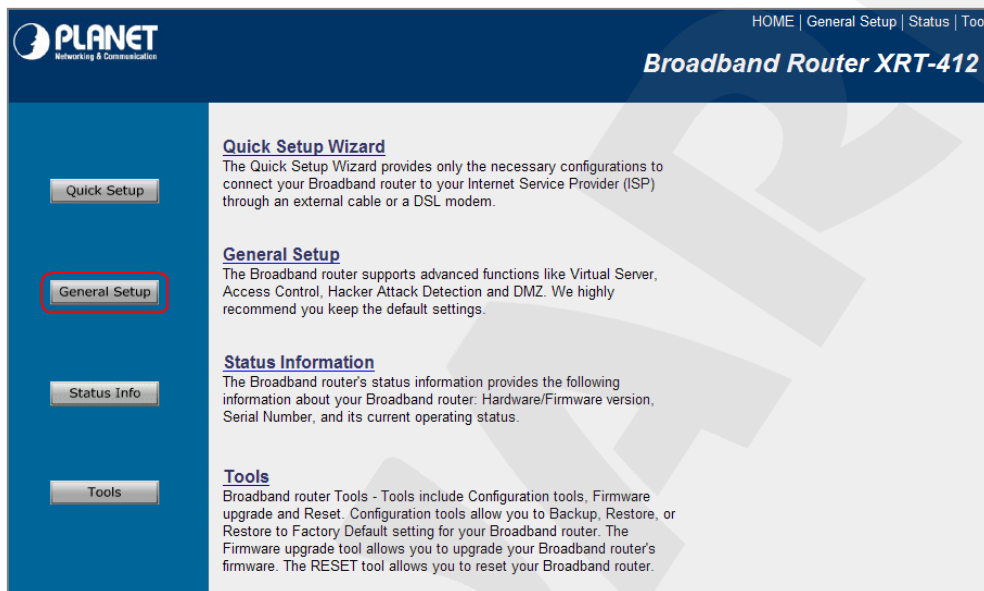 PLANET
Networking & Communication
HOME | General Setup | Status |
Broadband Router XRT-412
Quick Setup
General Setup
Status Info
Tools
Quick Setup Wizard
The Quick Setup Wizard provides only the necessary configurations to
connect your Broadband router to your Internet Service Provider (ISP)
through an external cable or a DSL modem.
General Setup
The Broadband router supports advanced functions like Virtual Server,
Access Control, Hacker Attack Detection and DMZ. We highly
recommend you keep the default settings.
Status Information
The Broadband router's status information provides the following
information about your Broadband router: Hardware/Firmware version,
Serial Number, and its current operating status.
Tools
Broadband router Tools - Tools include Configuration tools, Firmware
upgrade and Reset. Configuration tools allow you to Backup, Restore, or
Restore to Factory Default setting for your Broadband router. The
Firmware upgrade tool allows you to upgrade your Broadband router's
firmware. The RESET tool allows you to reset your Broadband router.